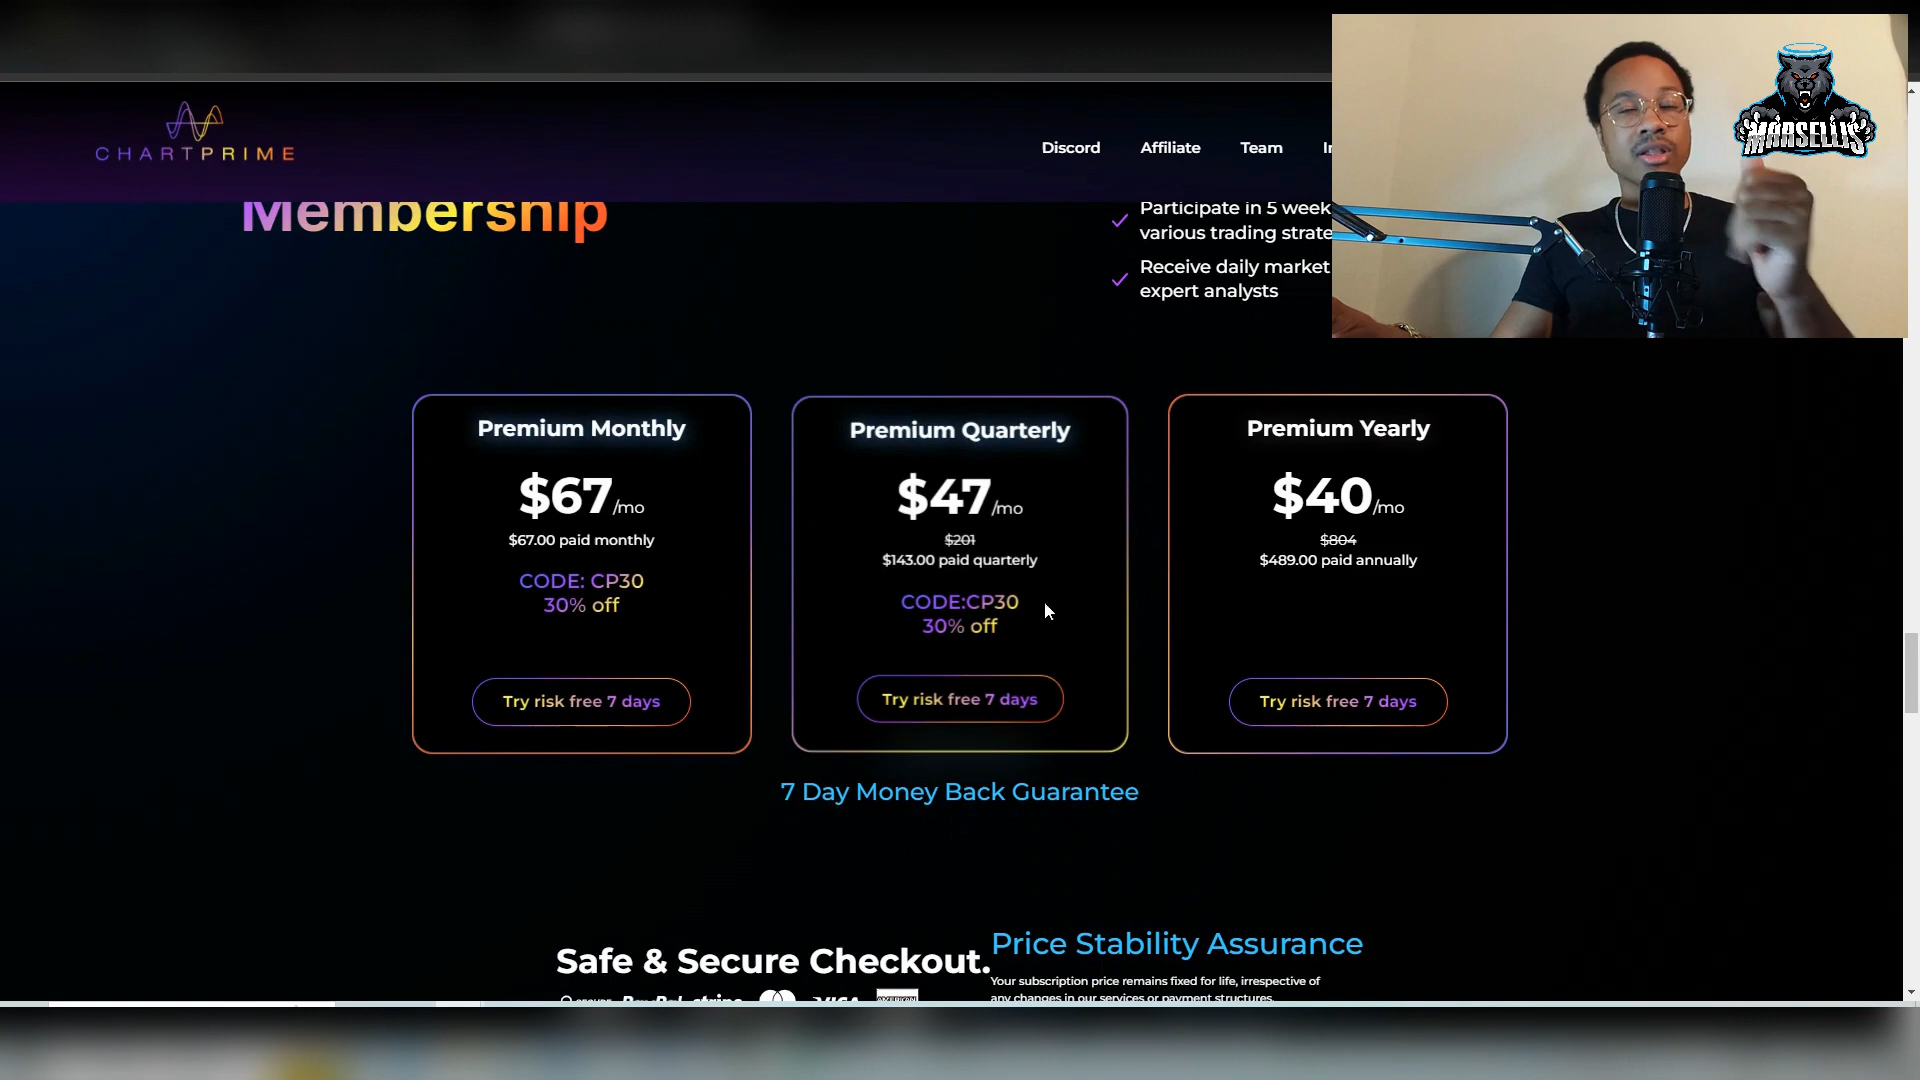 CHARTPRIME
Discord
Affiliate
Team
MARSELLIS
Membership
Participate in 5 week
various trading strate
Receive daily market
expert analysts
Premium Monthly
$67/mo
$67.00 paid monthly
CODE: CP30
30% off
Try risk free 7 days
Premium Quarterly
$47/mo
$201
$143.00 paid quarterly
CODE:CP30
30% off
Try risk free 7 days
Premium Yearly
$40/mo
$804
$489.00 paid annually
Try risk free 7 days
7 Day Money Back Guarantee
Safe & Secure Checkout.
PayPal stripe VISA AMERICAN
Price Stability Assurance
Your subscription price remains fixed for life, irrespective of
any changes in our services or payment structures.